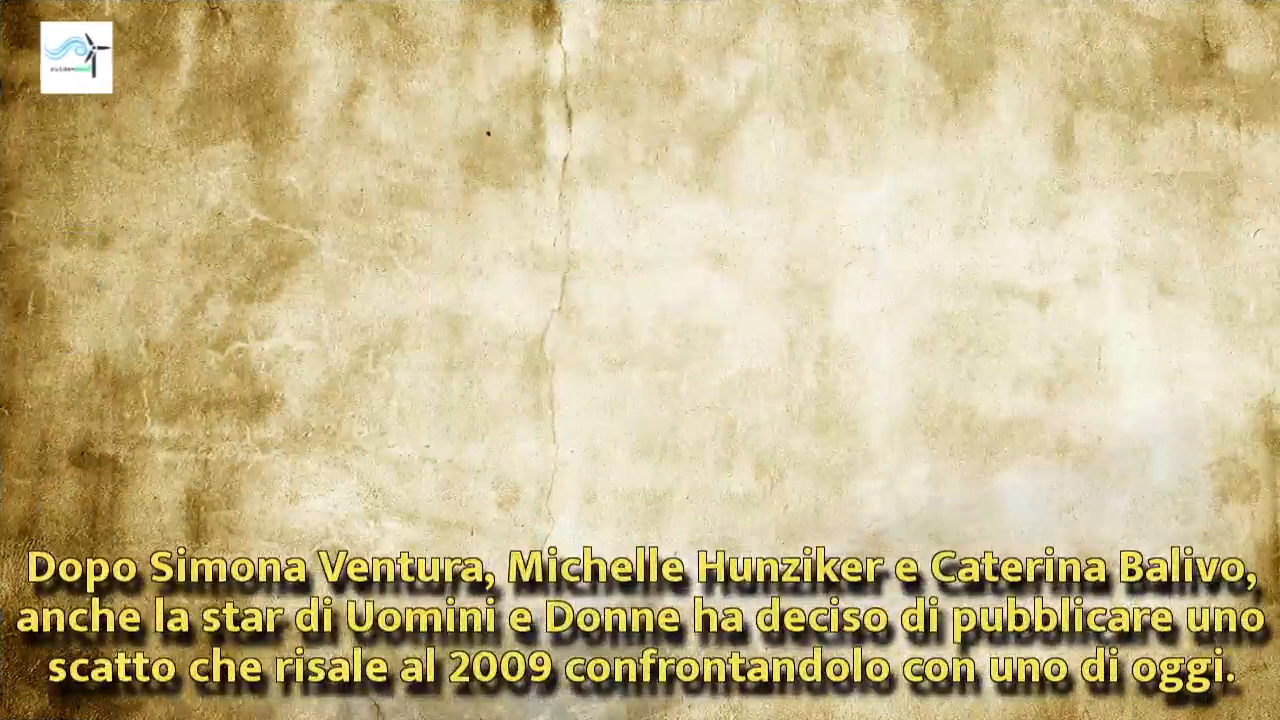 Dopo Simona Ventura, Michelle Hunziker e Caterina Balivo,
anche la star di Uomini e Donne ha deciso di pubblicare uno
scatto che risale al 2009 confrontandolo con uno di oggi.